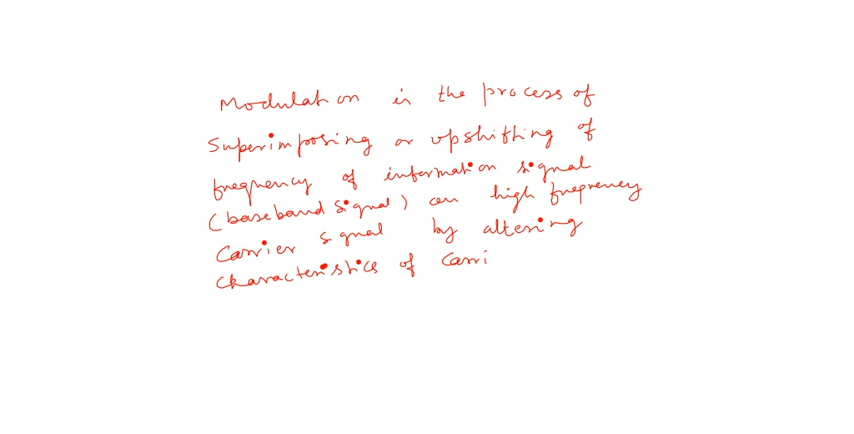 Modulation is the process of
superimposing or upshifting of
frequency of information signal
(baseband signal) on high frequency
carrier signal by altering
characteristics of carri